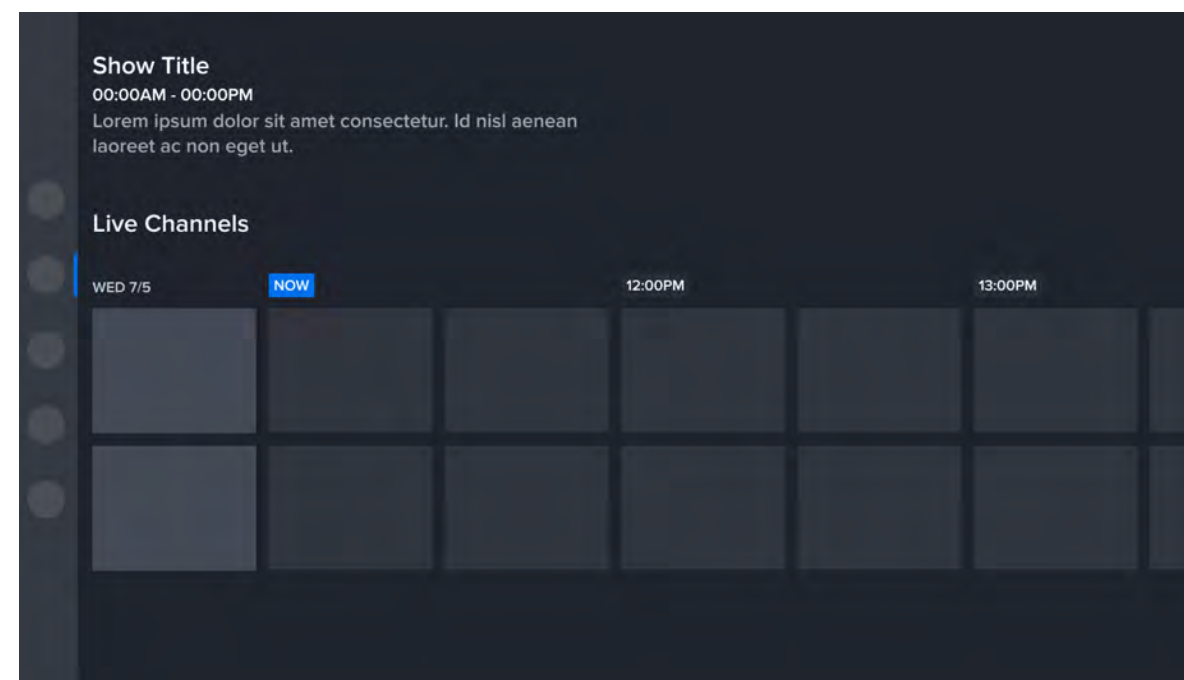 Show Title
00:00AM - 00:00PM
Lorem ipsum dolor sit amet consectetur. Id nisl aenean
laoreet ac non eget ut.
Live Channels
WED 7/5 NOW 12:00PM 13:00PM